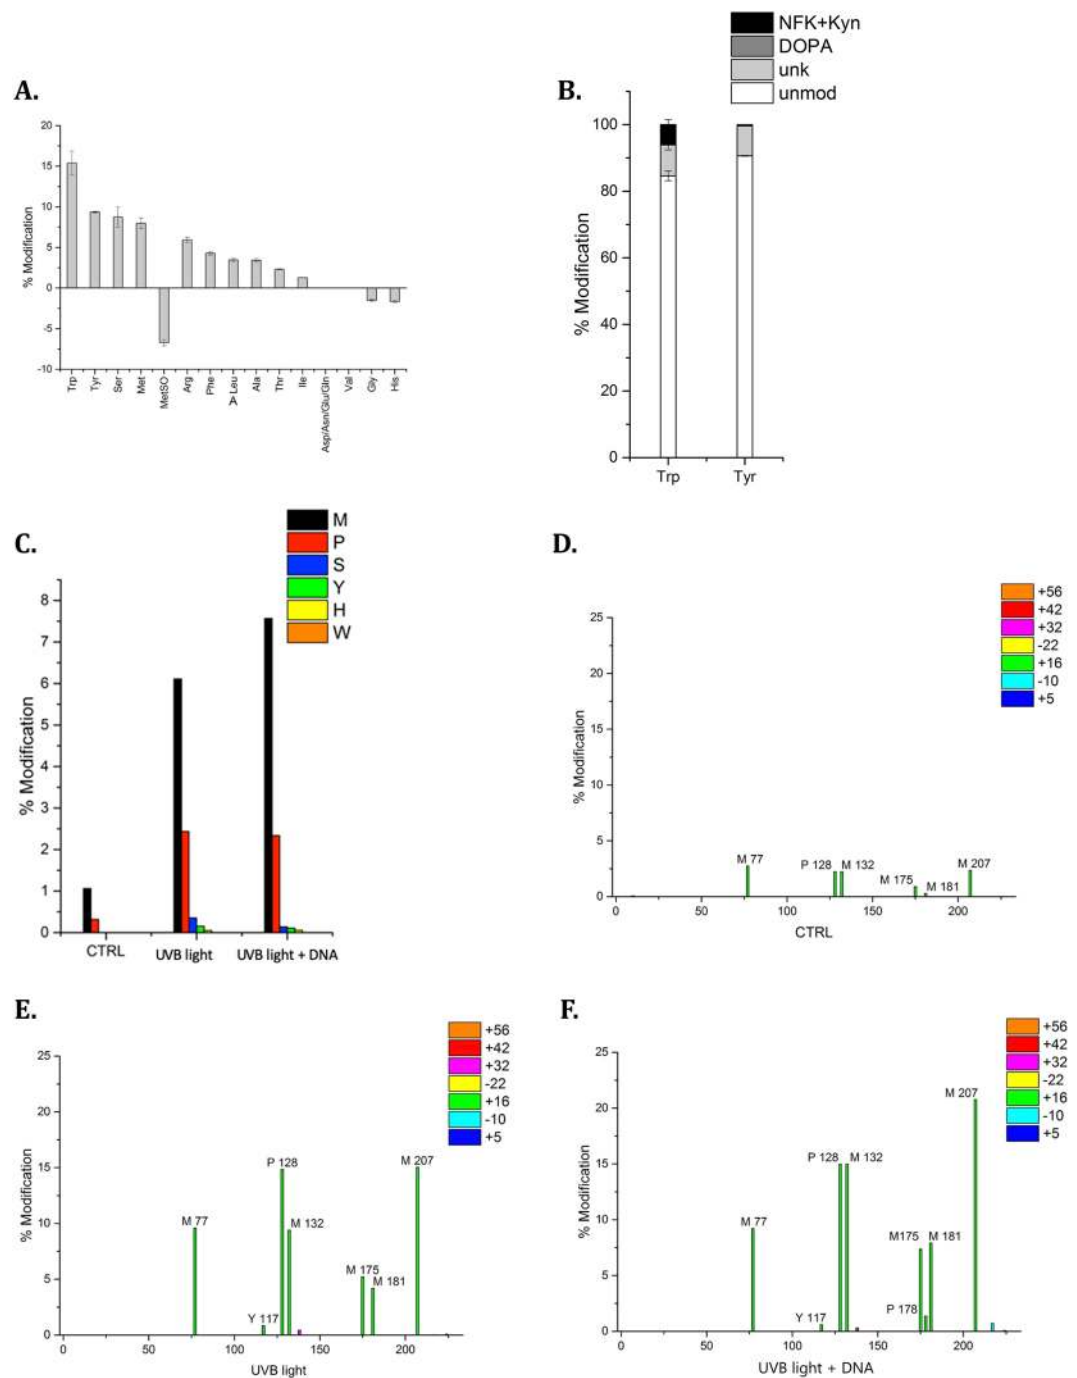 A.
% Modification
20
15
10
5
0
-5
-10
Trp
Tyr
Ser
Met
MetSO
Arg
Phe
Leu
Ala
Thr
Ile
Asp/Asn/Glu/Gln
Val
Gly
His
A
B.
NFK+Kyn
DOPA
unk
unmod
% Modification
100
80
60
40
20
0
Trp Tyr
C.
M
P
S
Y
H
W
% Modification
8
7
6
5
4
3
2
1
0
CTRL UVB light UVB light + DNA
D.
+56
+42
+32
-22
+16
-10
+5
% Modification
25
20
15
10
5
0
M 77 P 128 M 132 M 175 M 181 M 207
50 100 150 200
0
CTRL
E.
+56
+42
+32
-22
+16
-10
+5
% Modification
25
20
15
10
5
0
M 77 Y 117 P 128 M 132 M 175 M 181 M 207
0 50 100 150 200
UVB light
F.
+56
+42
+32
-22
+16
-10
+5
% Modification
25
20
15
10
5
0
M 77 Y 117 P 128 M 132 M175 P 178 M 181 M 207
0 50 100 150 200
UVB light + DNA